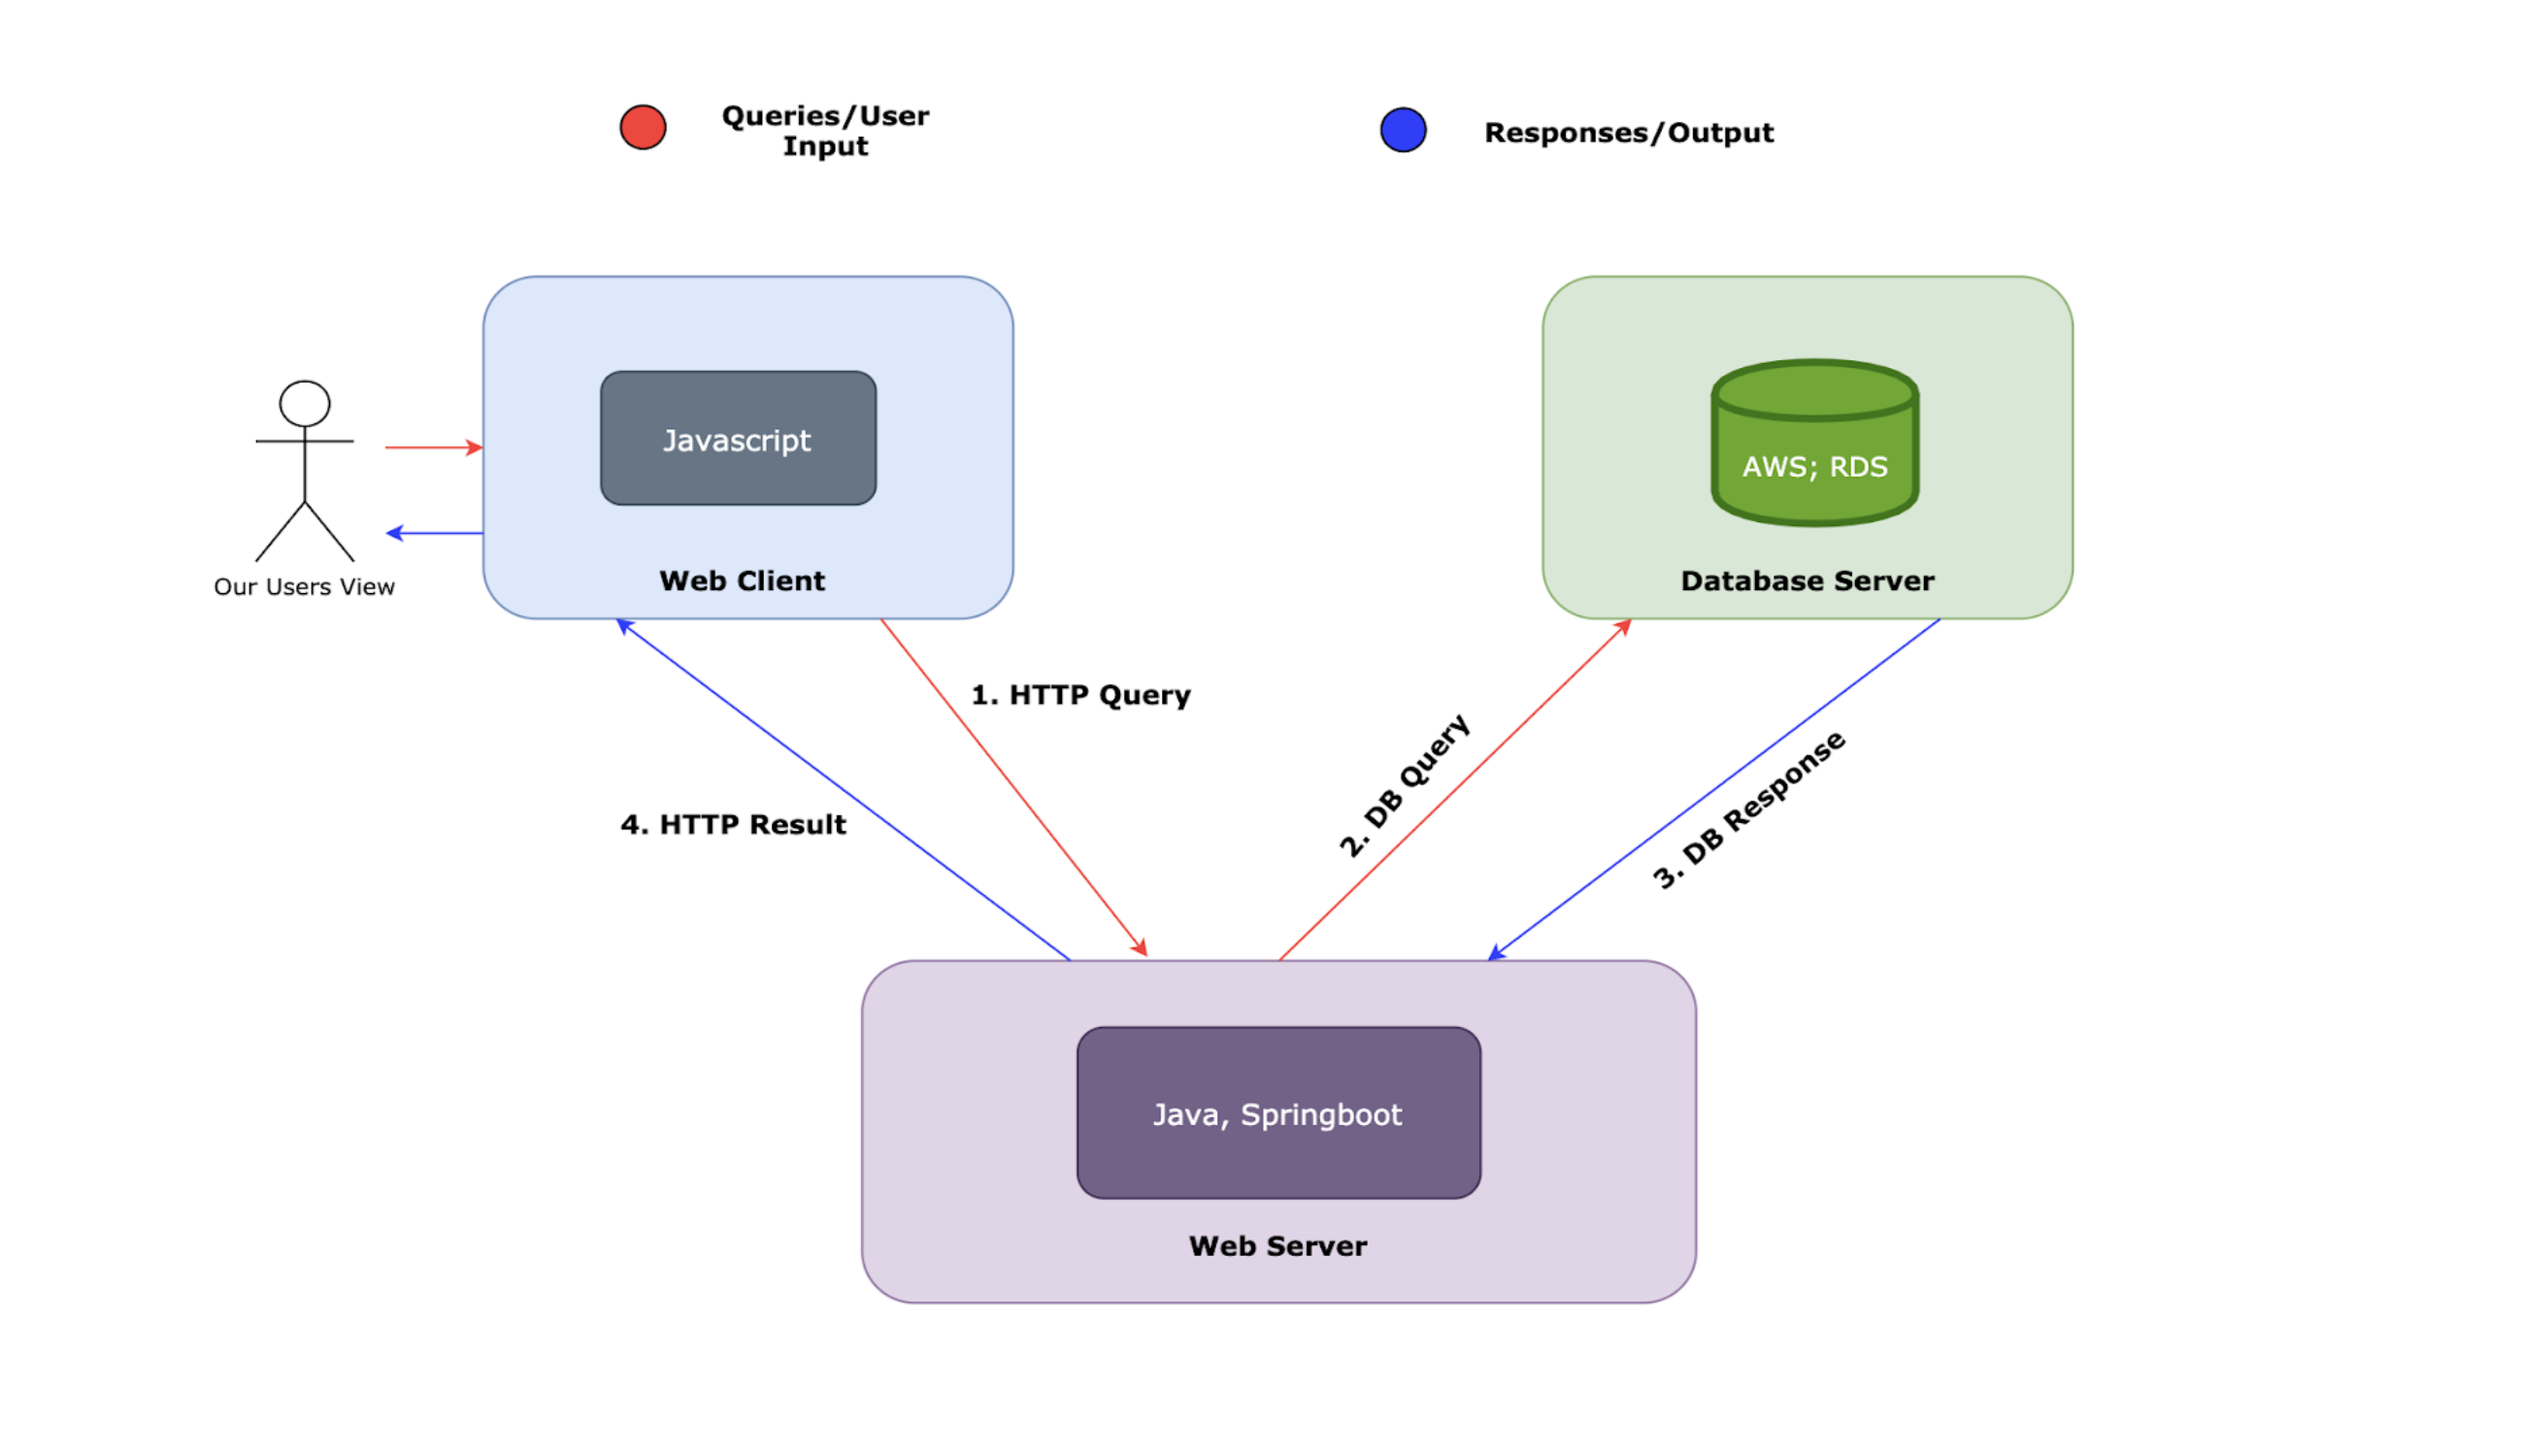 Queries/User
Input
Responses/Output
Javascript
Web Client
AWS; RDS
Database Server
Our Users View
1. HTTP Query
2. DB Query
3. DB Response
4. HTTP Result
Java, Springboot
Web Server